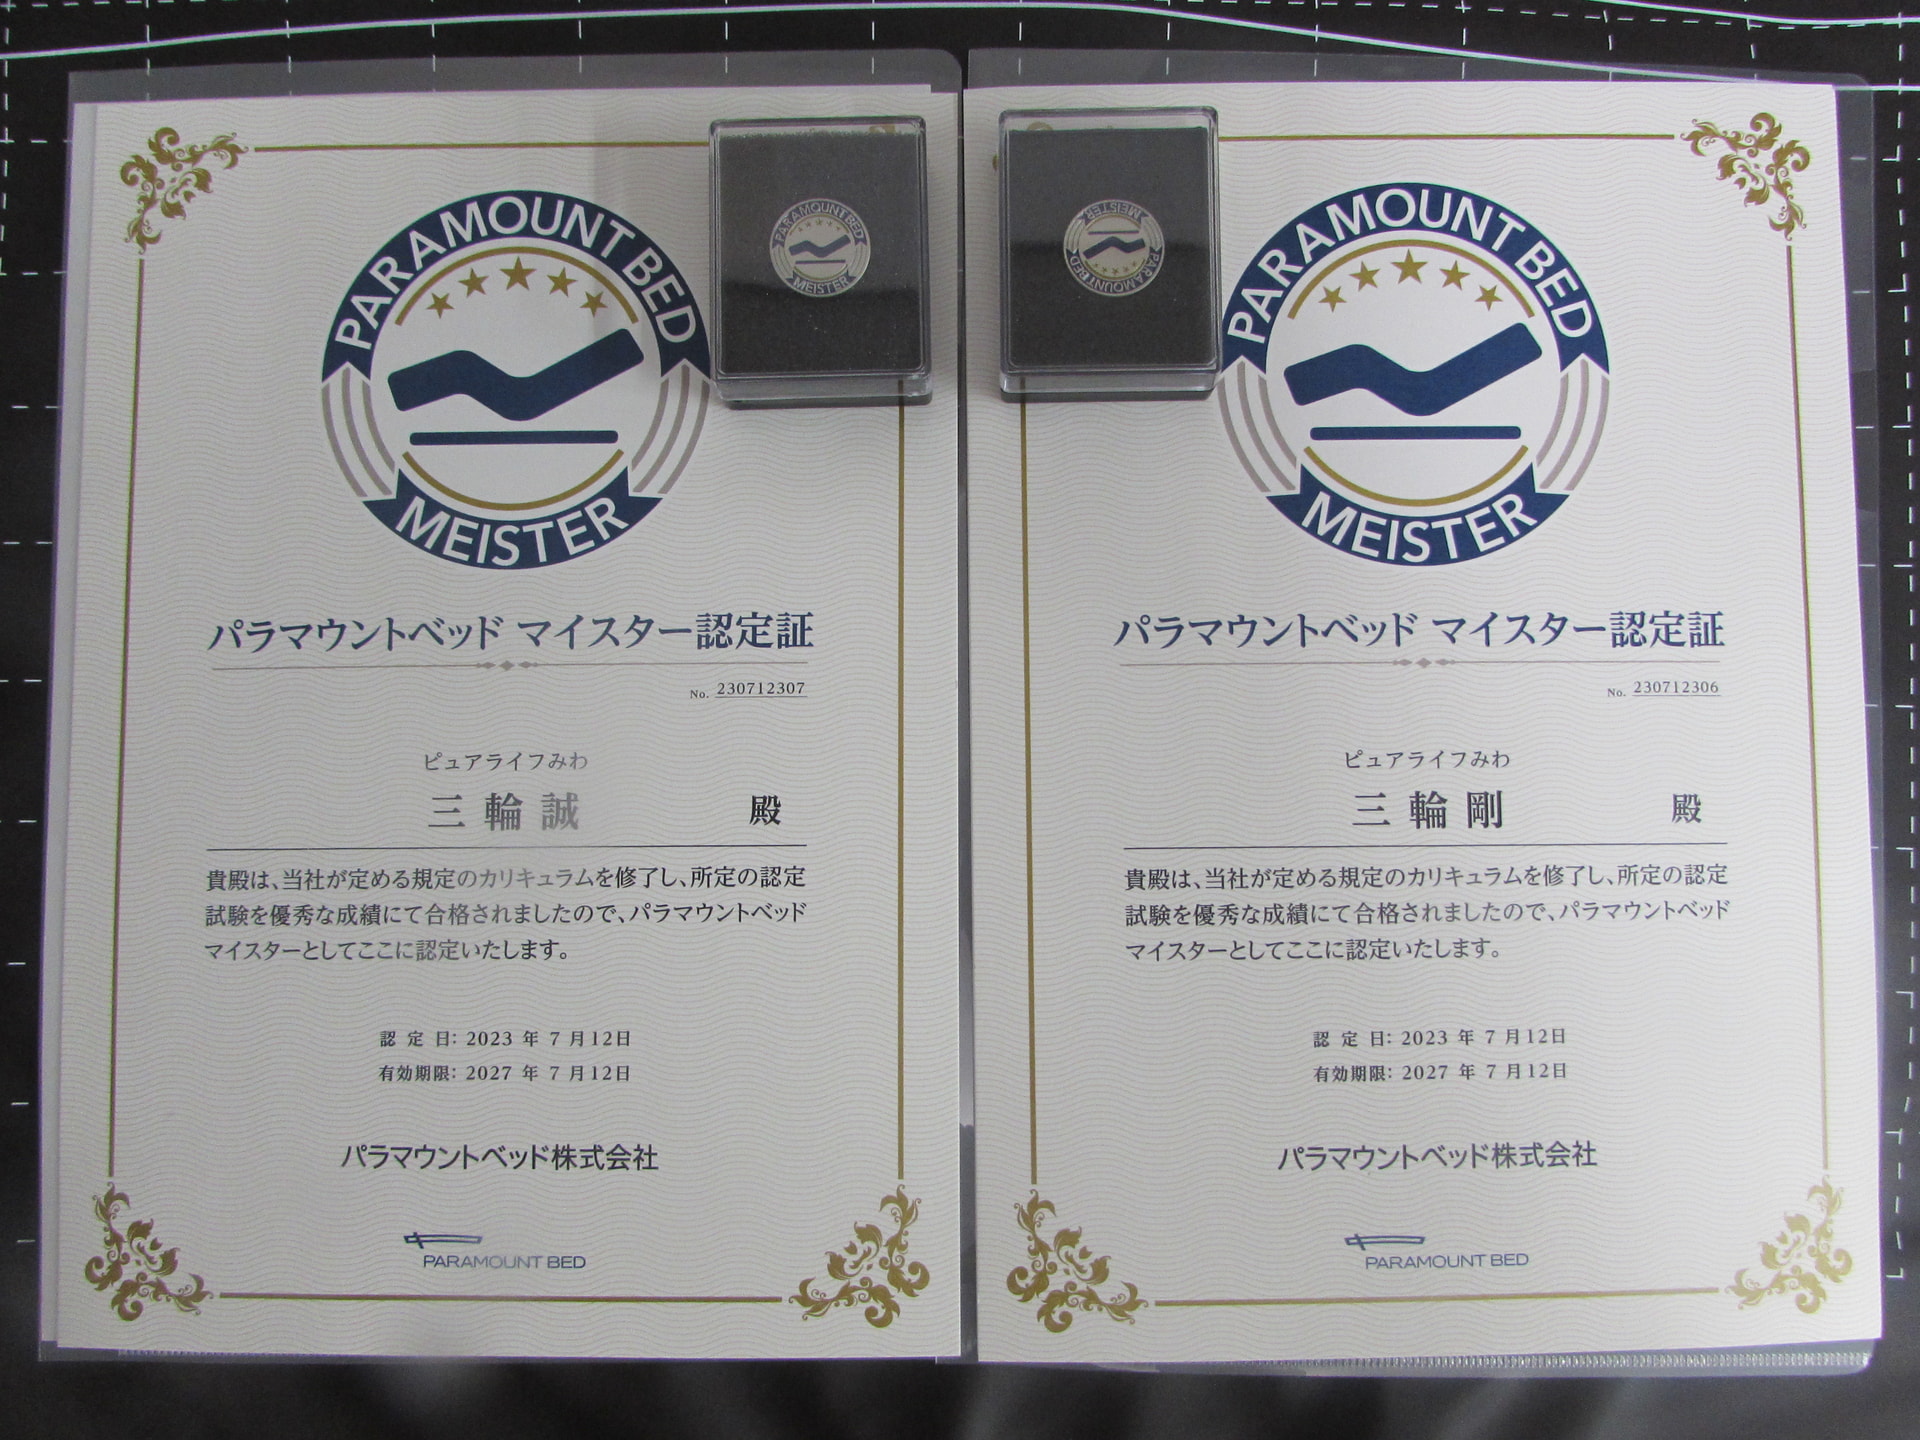 PARAMOUNT BED
MEISTER
PARAMOUNT BED
MEISTER
パラマウントベッド マイスター認定証
No. 230712307
ピュアライフみわ
三輪誠 殿
貴殿は、当社が定める規定のカリキュラムを修了し、所定の認定
試験を優秀な成績にて合格されましたので、パラマウントベッド
マイスターとしてここに認定いたします。
認定日: 2023 年 7 月12日
有効期限: 2027 年 7 月12日
パラマウントベッド株式会社
PARAMOUNT BED
PARAMOUNT BED
MEISTER
PARAMOUNT BED
MEISTER
パラマウントベッド マイスター認定証
No. 230712306
ピュアライフみわ
三輪剛 殿
貴殿は、当社が定める規定のカリキュラムを修了し、所定の認定
試験を優秀な成績にて合格されましたので、パラマウントベッド
マイスターとしてここに認定いたします。
認定日: 2023 年 7 月12日
有効期限: 2027 年 7 月12日
パラマウントベッド株式会社
PARAMOUNT BED